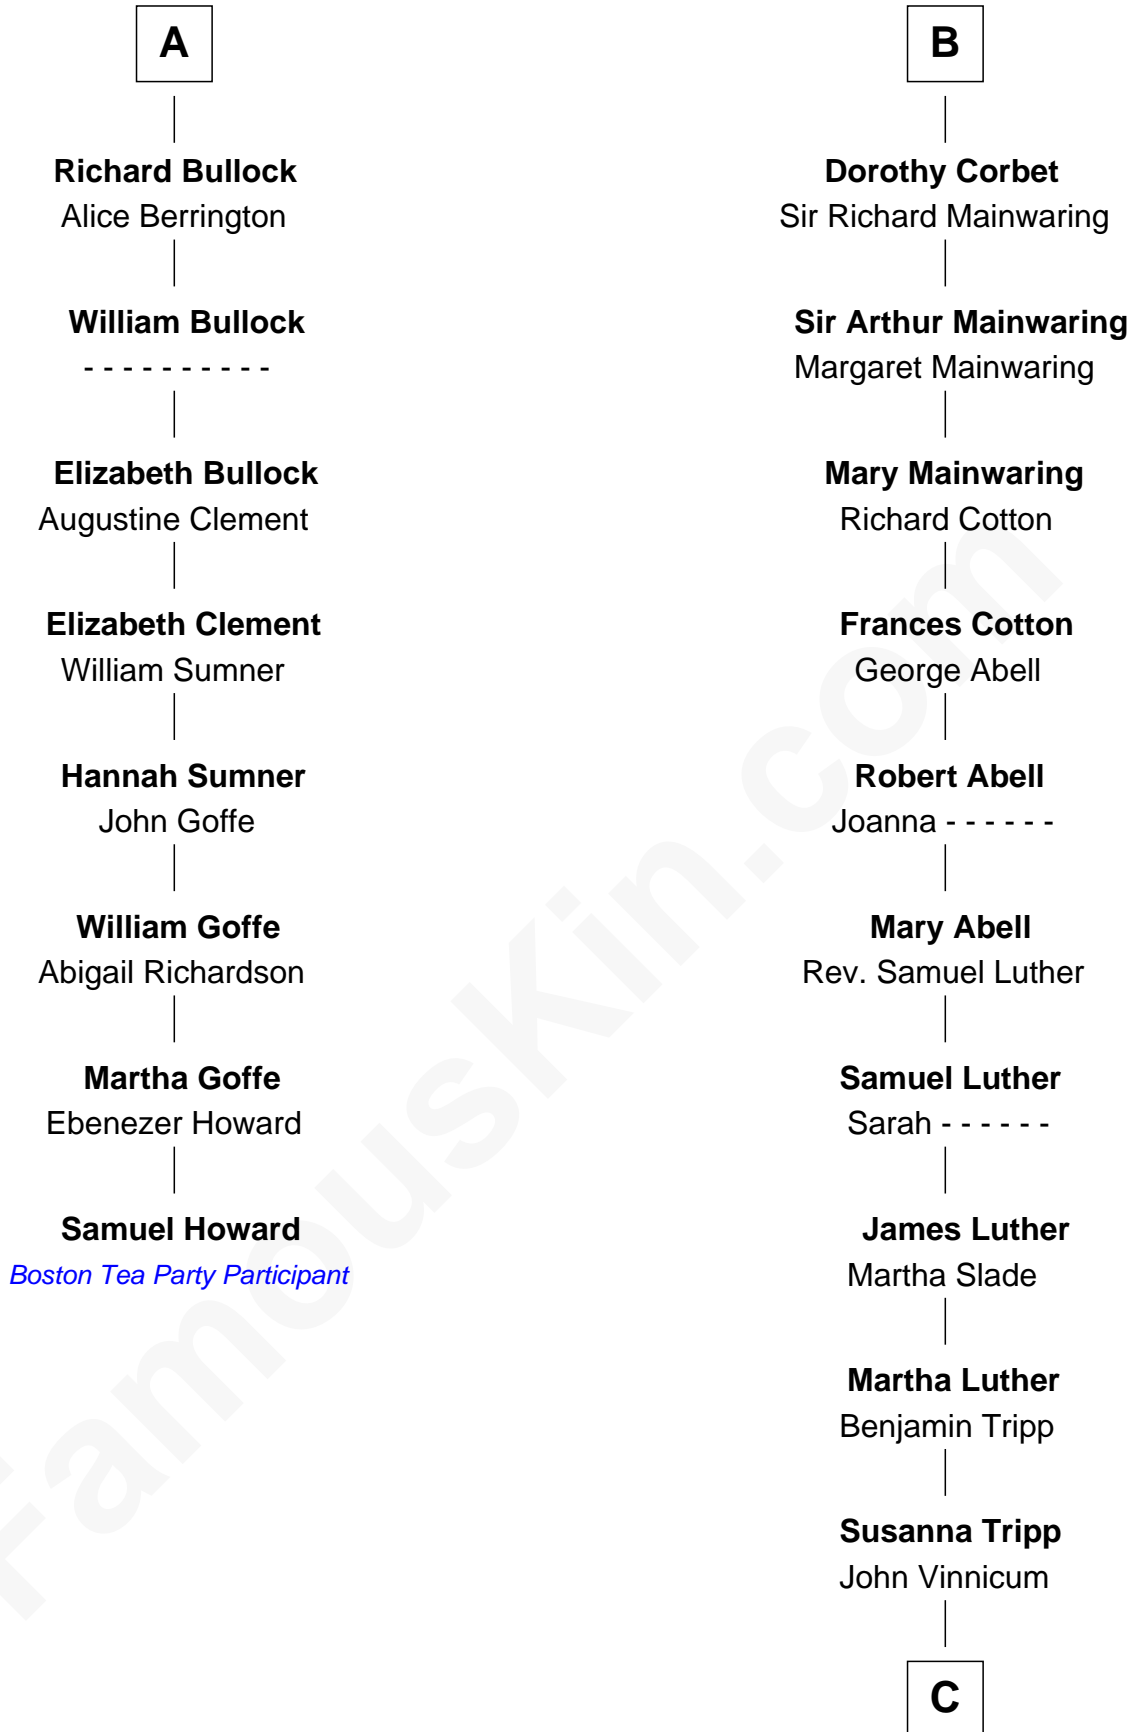 A
Richard Bullock
Alice Berrington
William Bullock
- - - - - - - - - -
Elizabeth Bullock
Augustine Clement
Elizabeth Clement
William Sumner
Hannah Sumner
John Goffe
William Goffe
Abigail Richardson
Martha Goffe
Ebenezer Howard
Samuel Howard
Boston Tea Party Participant
B
Dorothy Corbet
Sir Richard Mainwaring
Sir Arthur Mainwaring
Margaret Mainwaring
Mary Mainwaring
Richard Cotton
Frances Cotton
George Abell
Robert Abell
Joanna - - - - - -
Mary Abell
Rev. Samuel Luther
Samuel Luther
Sarah - - - - - -
James Luther
Martha Slade
Martha Luther
Benjamin Tripp
Susanna Tripp
John Vinnicum
C
FamousKin.com